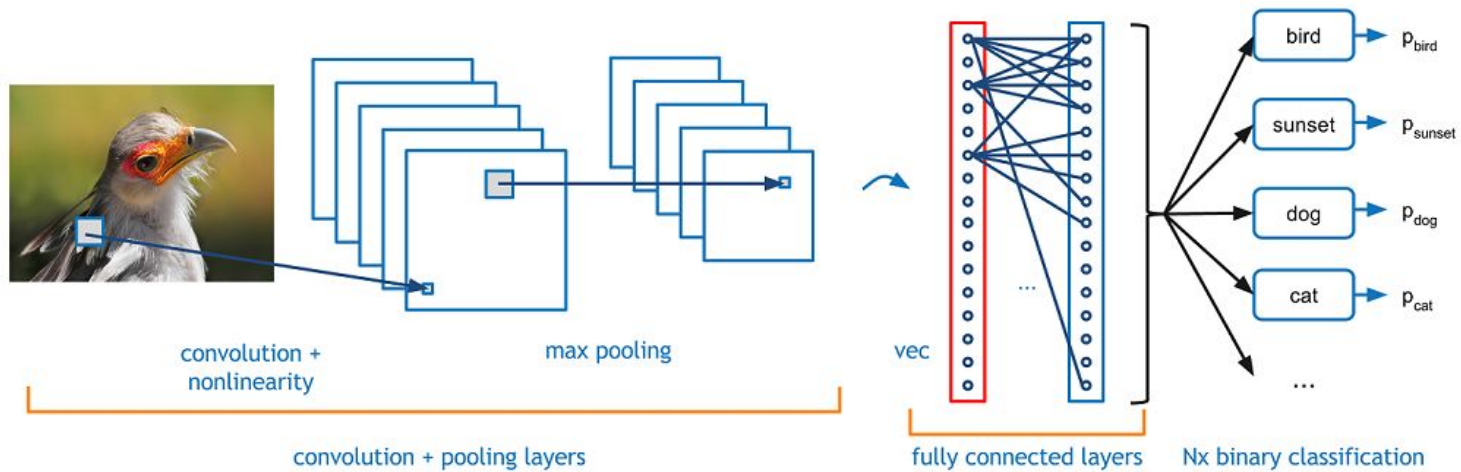 bird
p_bird
sunset
p_sunset
dog
p_dog
...
cat
p_cat
convolution +
nonlinearity
max pooling
vec
...
convolution + pooling layers
fully connected layers
Nx binary classification